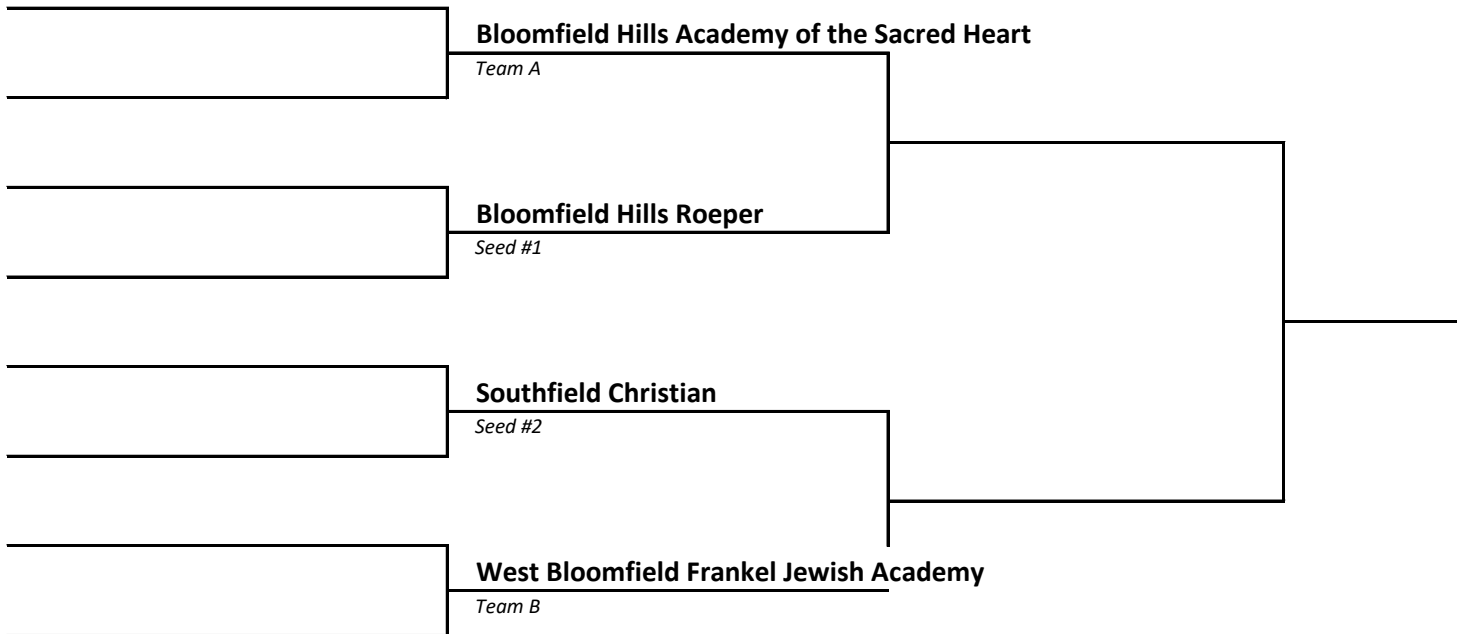 Bloomfield Hills Academy of the Sacred Heart
Team A
Bloomfield Hills Roeper
Seed #1
Southfield Christian
Seed #2
West Bloomfield Frankel Jewish Academy
Team B